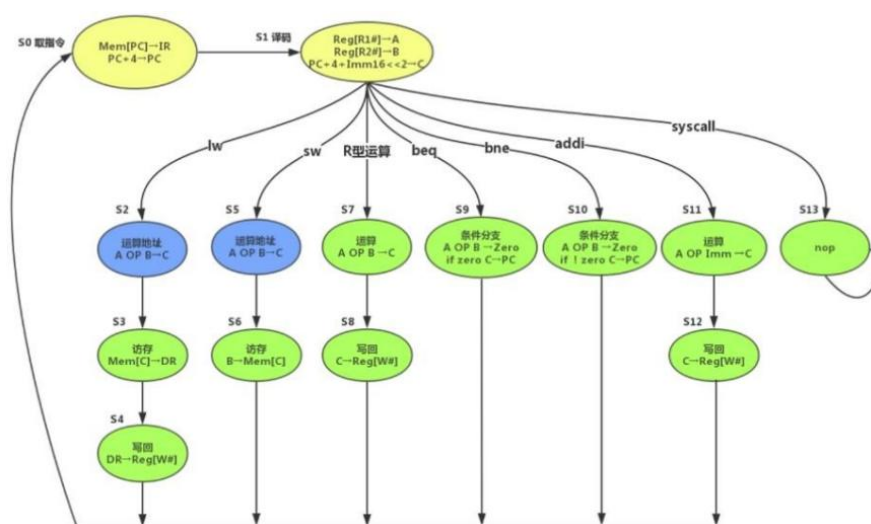 S0 取指令
Mem[PC]→IR
PC+4→PC
S1 译码
Reg[R1#]→A
Reg[R2#]→B
PC+4+Imm16<<2→C
lw
sw
R型运算
beq
bne
addi
syscall
S2
运算地址
A OP B→C
S5
运算地址
A OP B→C
S7
运算
A OP B →C
S9
条件分支
A OP B →Zero
if zero C→PC
S10
条件分支
A OP B →Zero
if ! zero C→PC
S11
运算
A OP Imm →C
S13
nop
S3
访存
Mem[C]→DR
S6
访存
B→Mem[C]
S8
写回
C→Reg[W#]
S12
写回
C→Reg[W#]
S4
写回
DR→Reg[W#]